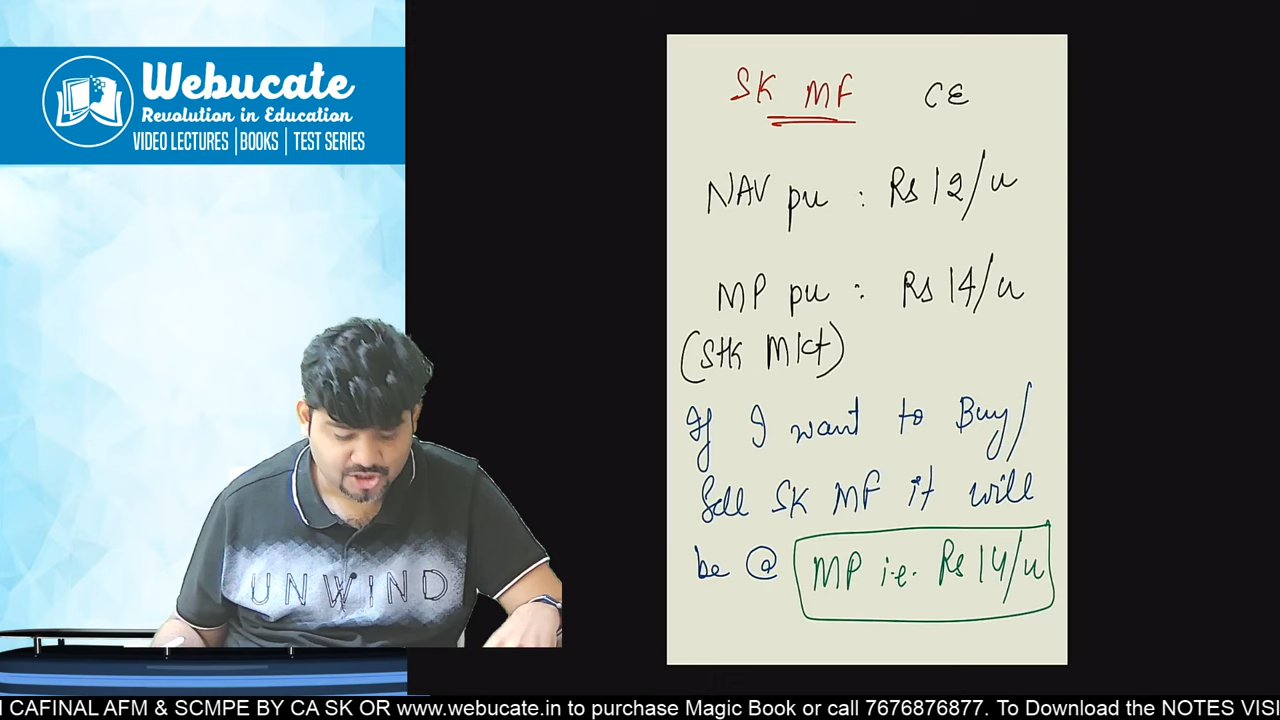 Webucate
Revolution in Education
VIDEO LECTURES | BOOKS | TEST SERIES
SK MF CE
NAV pu : Rs 12/u
MP pu : Rs 14/u
(Stk Mkt)
If I want to Buy/
Sell SK MF it will
be @ MP i.e. Rs 14/u
UNWIND
CAFINAL AFM & SCMPE BY CA SK OR www.webucate.in to purchase Magic Book or call 7676876877. To Download the NOTES VISI